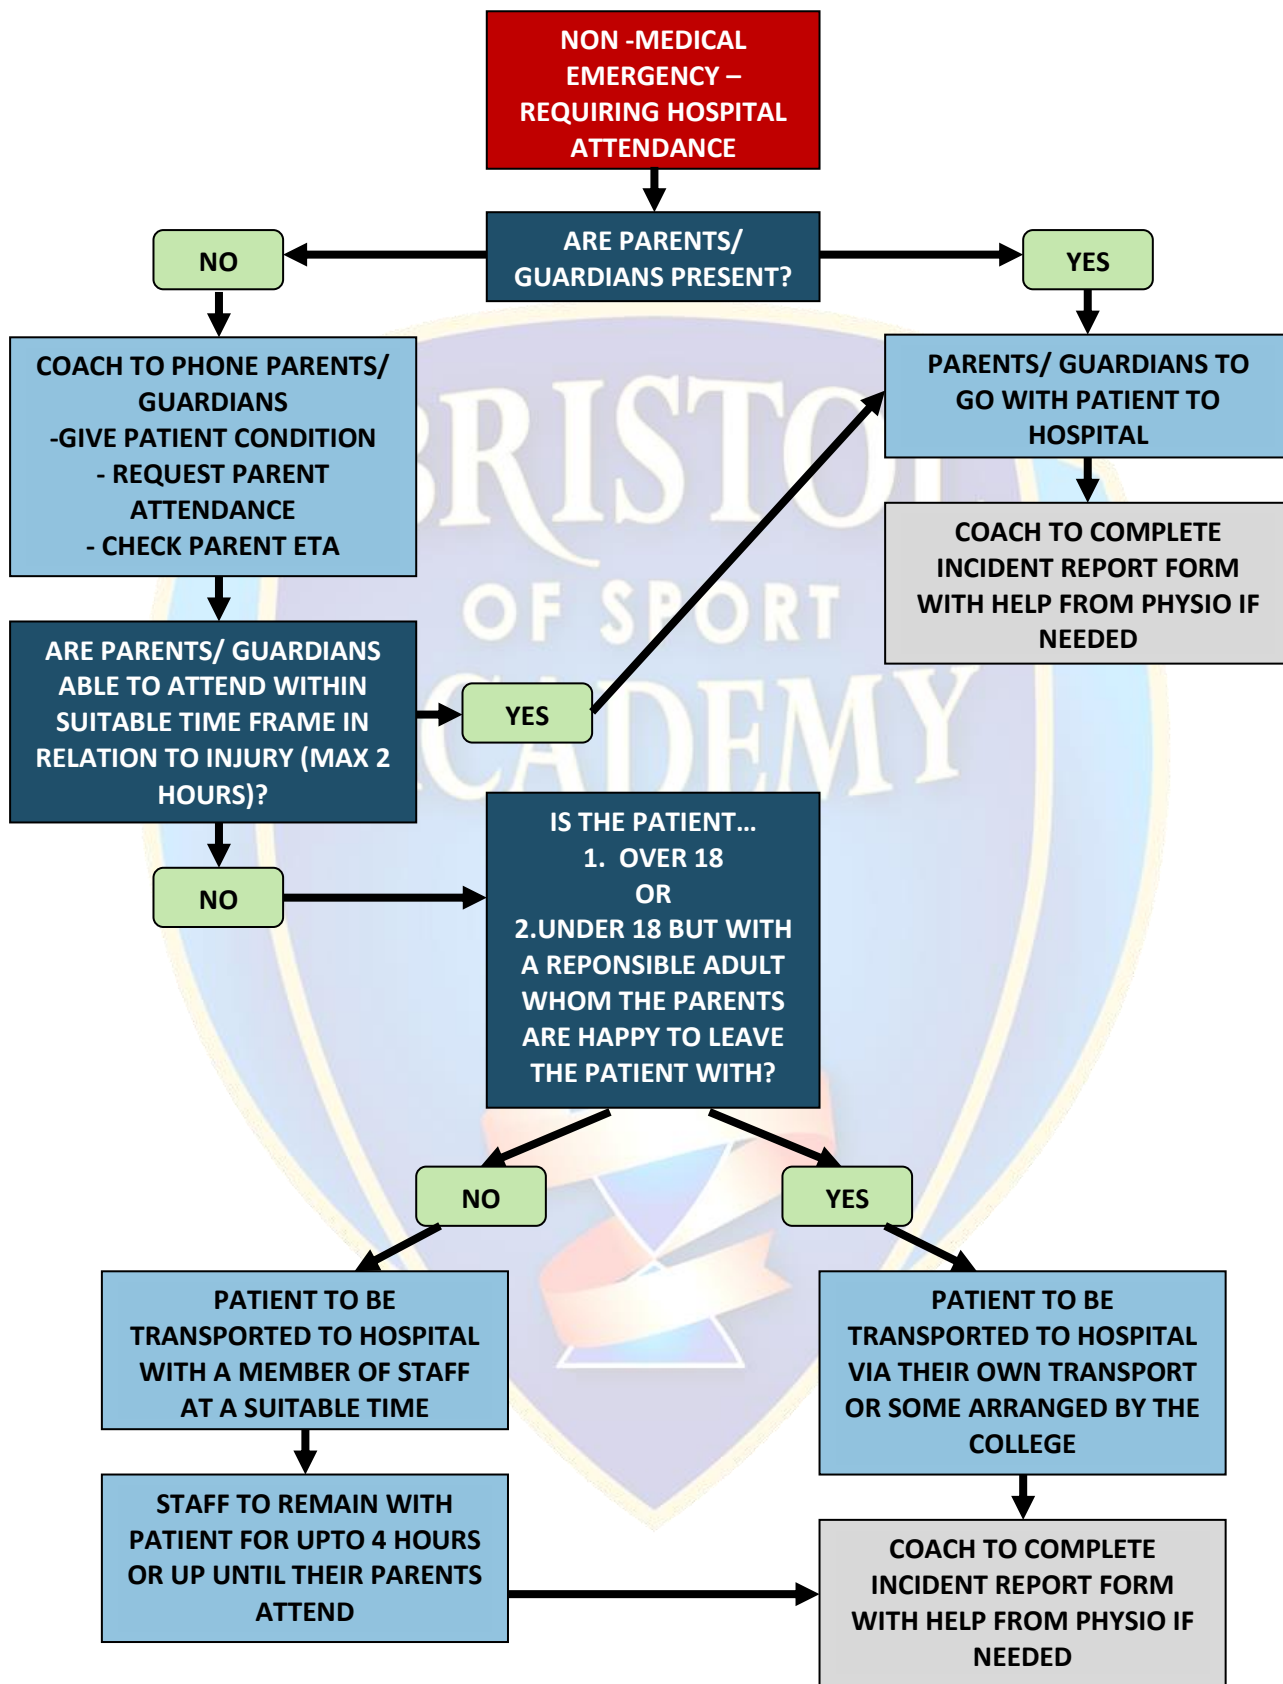 NON -MEDICAL
EMERGENCY –
REQUIRING HOSPITAL
ATTENDANCE
ARE PARENTS/
GUARDIANS PRESENT?
NO
YES
COACH TO PHONE PARENTS/
GUARDIANS
-GIVE PATIENT CONDITION
- REQUEST PARENT
ATTENDANCE
- CHECK PARENT ETA
PARENTS/ GUARDIANS TO
GO WITH PATIENT TO
HOSPITAL
COACH TO COMPLETE
INCIDENT REPORT FORM
WITH HELP FROM PHYSIO IF
NEEDED
BRISTOL
OF SPORT
ACADEMY
ARE PARENTS/ GUARDIANS
ABLE TO ATTEND WITHIN
SUITABLE TIME FRAME IN
RELATION TO INJURY (MAX 2
HOURS)?
YES
NO
IS THE PATIENT...
1. OVER 18
OR
2.UNDER 18 BUT WITH
A REPONSIBLE ADULT
WHOM THE PARENTS
ARE HAPPY TO LEAVE
THE PATIENT WITH?
NO
YES
PATIENT TO BE
TRANSPORTED TO HOSPITAL
WITH A MEMBER OF STAFF
AT A SUITABLE TIME
PATIENT TO BE
TRANSPORTED TO HOSPITAL
VIA THEIR OWN TRANSPORT
OR SOME ARRANGED BY THE
COLLEGE
STAFF TO REMAIN WITH
PATIENT FOR UPTO 4 HOURS
OR UP UNTIL THEIR PARENTS
ATTEND
COACH TO COMPLETE
INCIDENT REPORT FORM
WITH HELP FROM PHYSIO IF
NEEDED